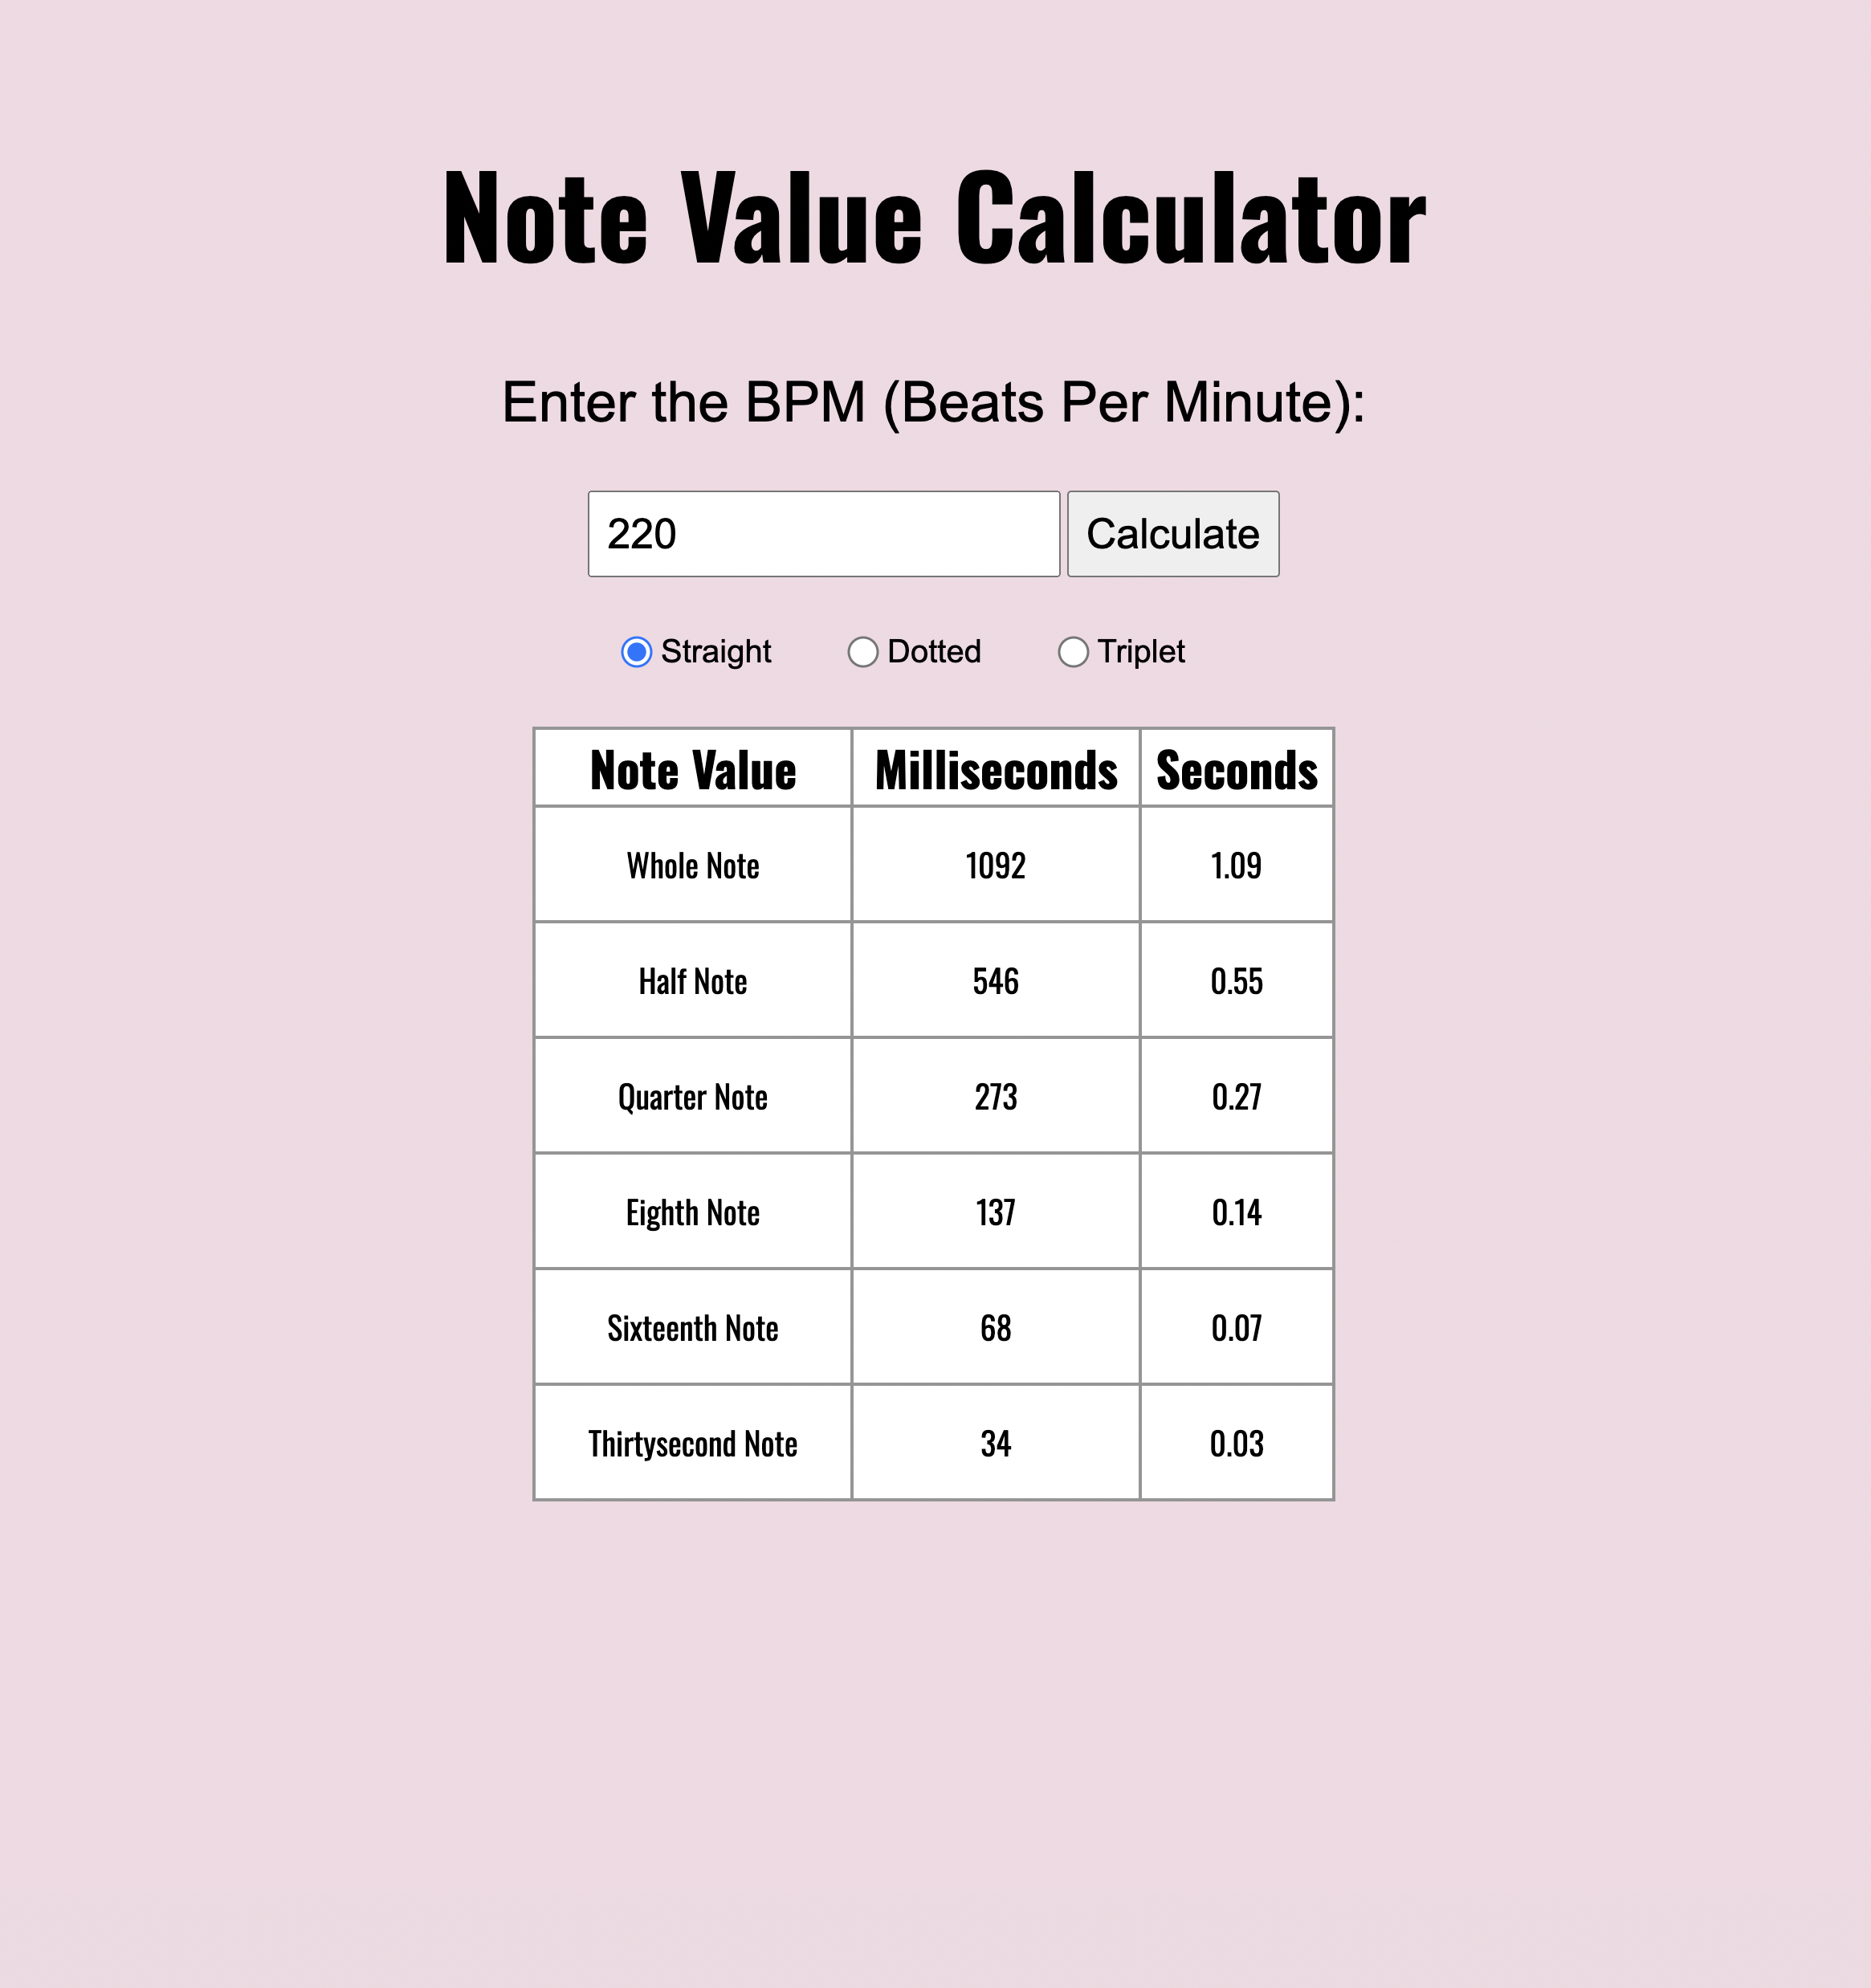 Note Value Calculator
Enter the BPM (Beats Per Minute):
220 Calculate
Straight Dotted Triplet
Note Value Milliseconds Seconds
Whole Note 1092 1.09
Half Note 546 0.55
Quarter Note 273 0.27
Eighth Note 137 0.14
Sixteenth Note 68 0.07
Thirtysecond Note 34 0.03